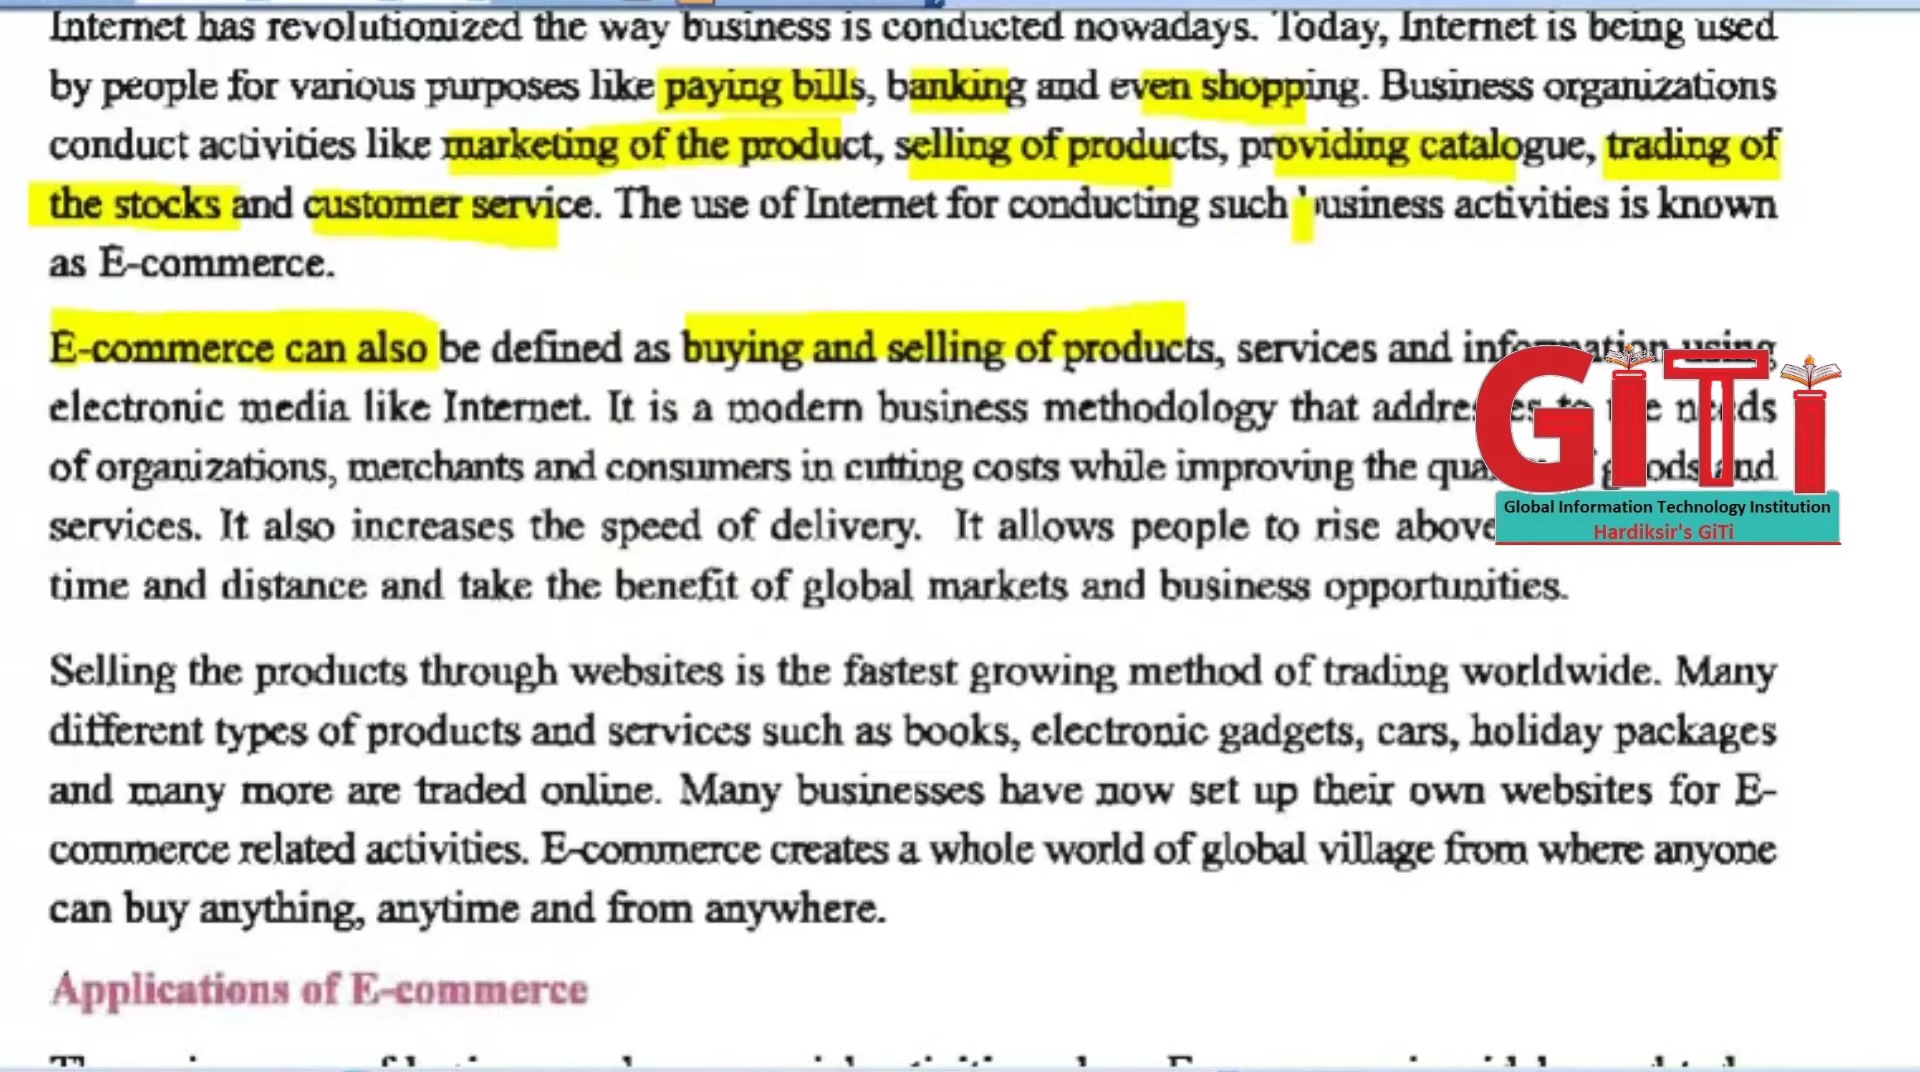 Internet has revolutionized the way business is conducted nowadays. Today, Internet is being used
by people for various purposes like paying bills, banking and even shopping. Business organizations
conduct activities like marketing of the product, selling of products, providing catalogue, trading of
the stocks and customer service. The use of Internet for conducting such business activities is known
as E-commerce.
E-commerce can also be defined as buying and selling of products, services and information using
electronic media like Internet. It is a modern business methodology that addresses to the needs
of organizations, merchants and consumers in cutting costs while improving the goods and
services. It also increases the speed of delivery. It allows people to rise above
time and distance and take the benefit of global markets and business opportunities.
GiTi
Global Information Technology Institution
Hardiksir's GiTi
Selling the products through websites is the fastest growing method of trading worldwide. Many
different types of products and services such as books, electronic gadgets, cars, holiday packages
and many more are traded online. Many businesses have now set up their own websites for E-
commerce related activities. E-commerce creates a whole world of global village from where anyone
can buy anything, anytime and from anywhere.
Applications of E-commerce